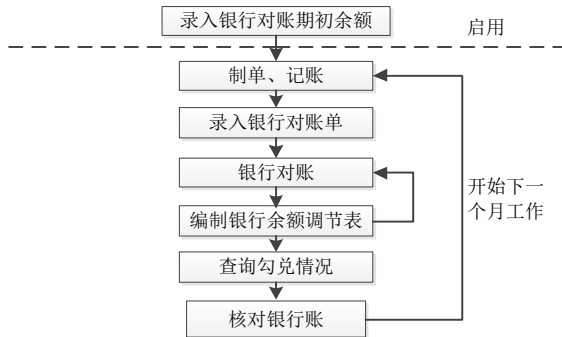 录入银行对账期初余额
启用
制单、记账
录入银行对账单
银行对账
开始下一
个月工作
编制银行余额调节表
查询勾兑情况
核对银行账